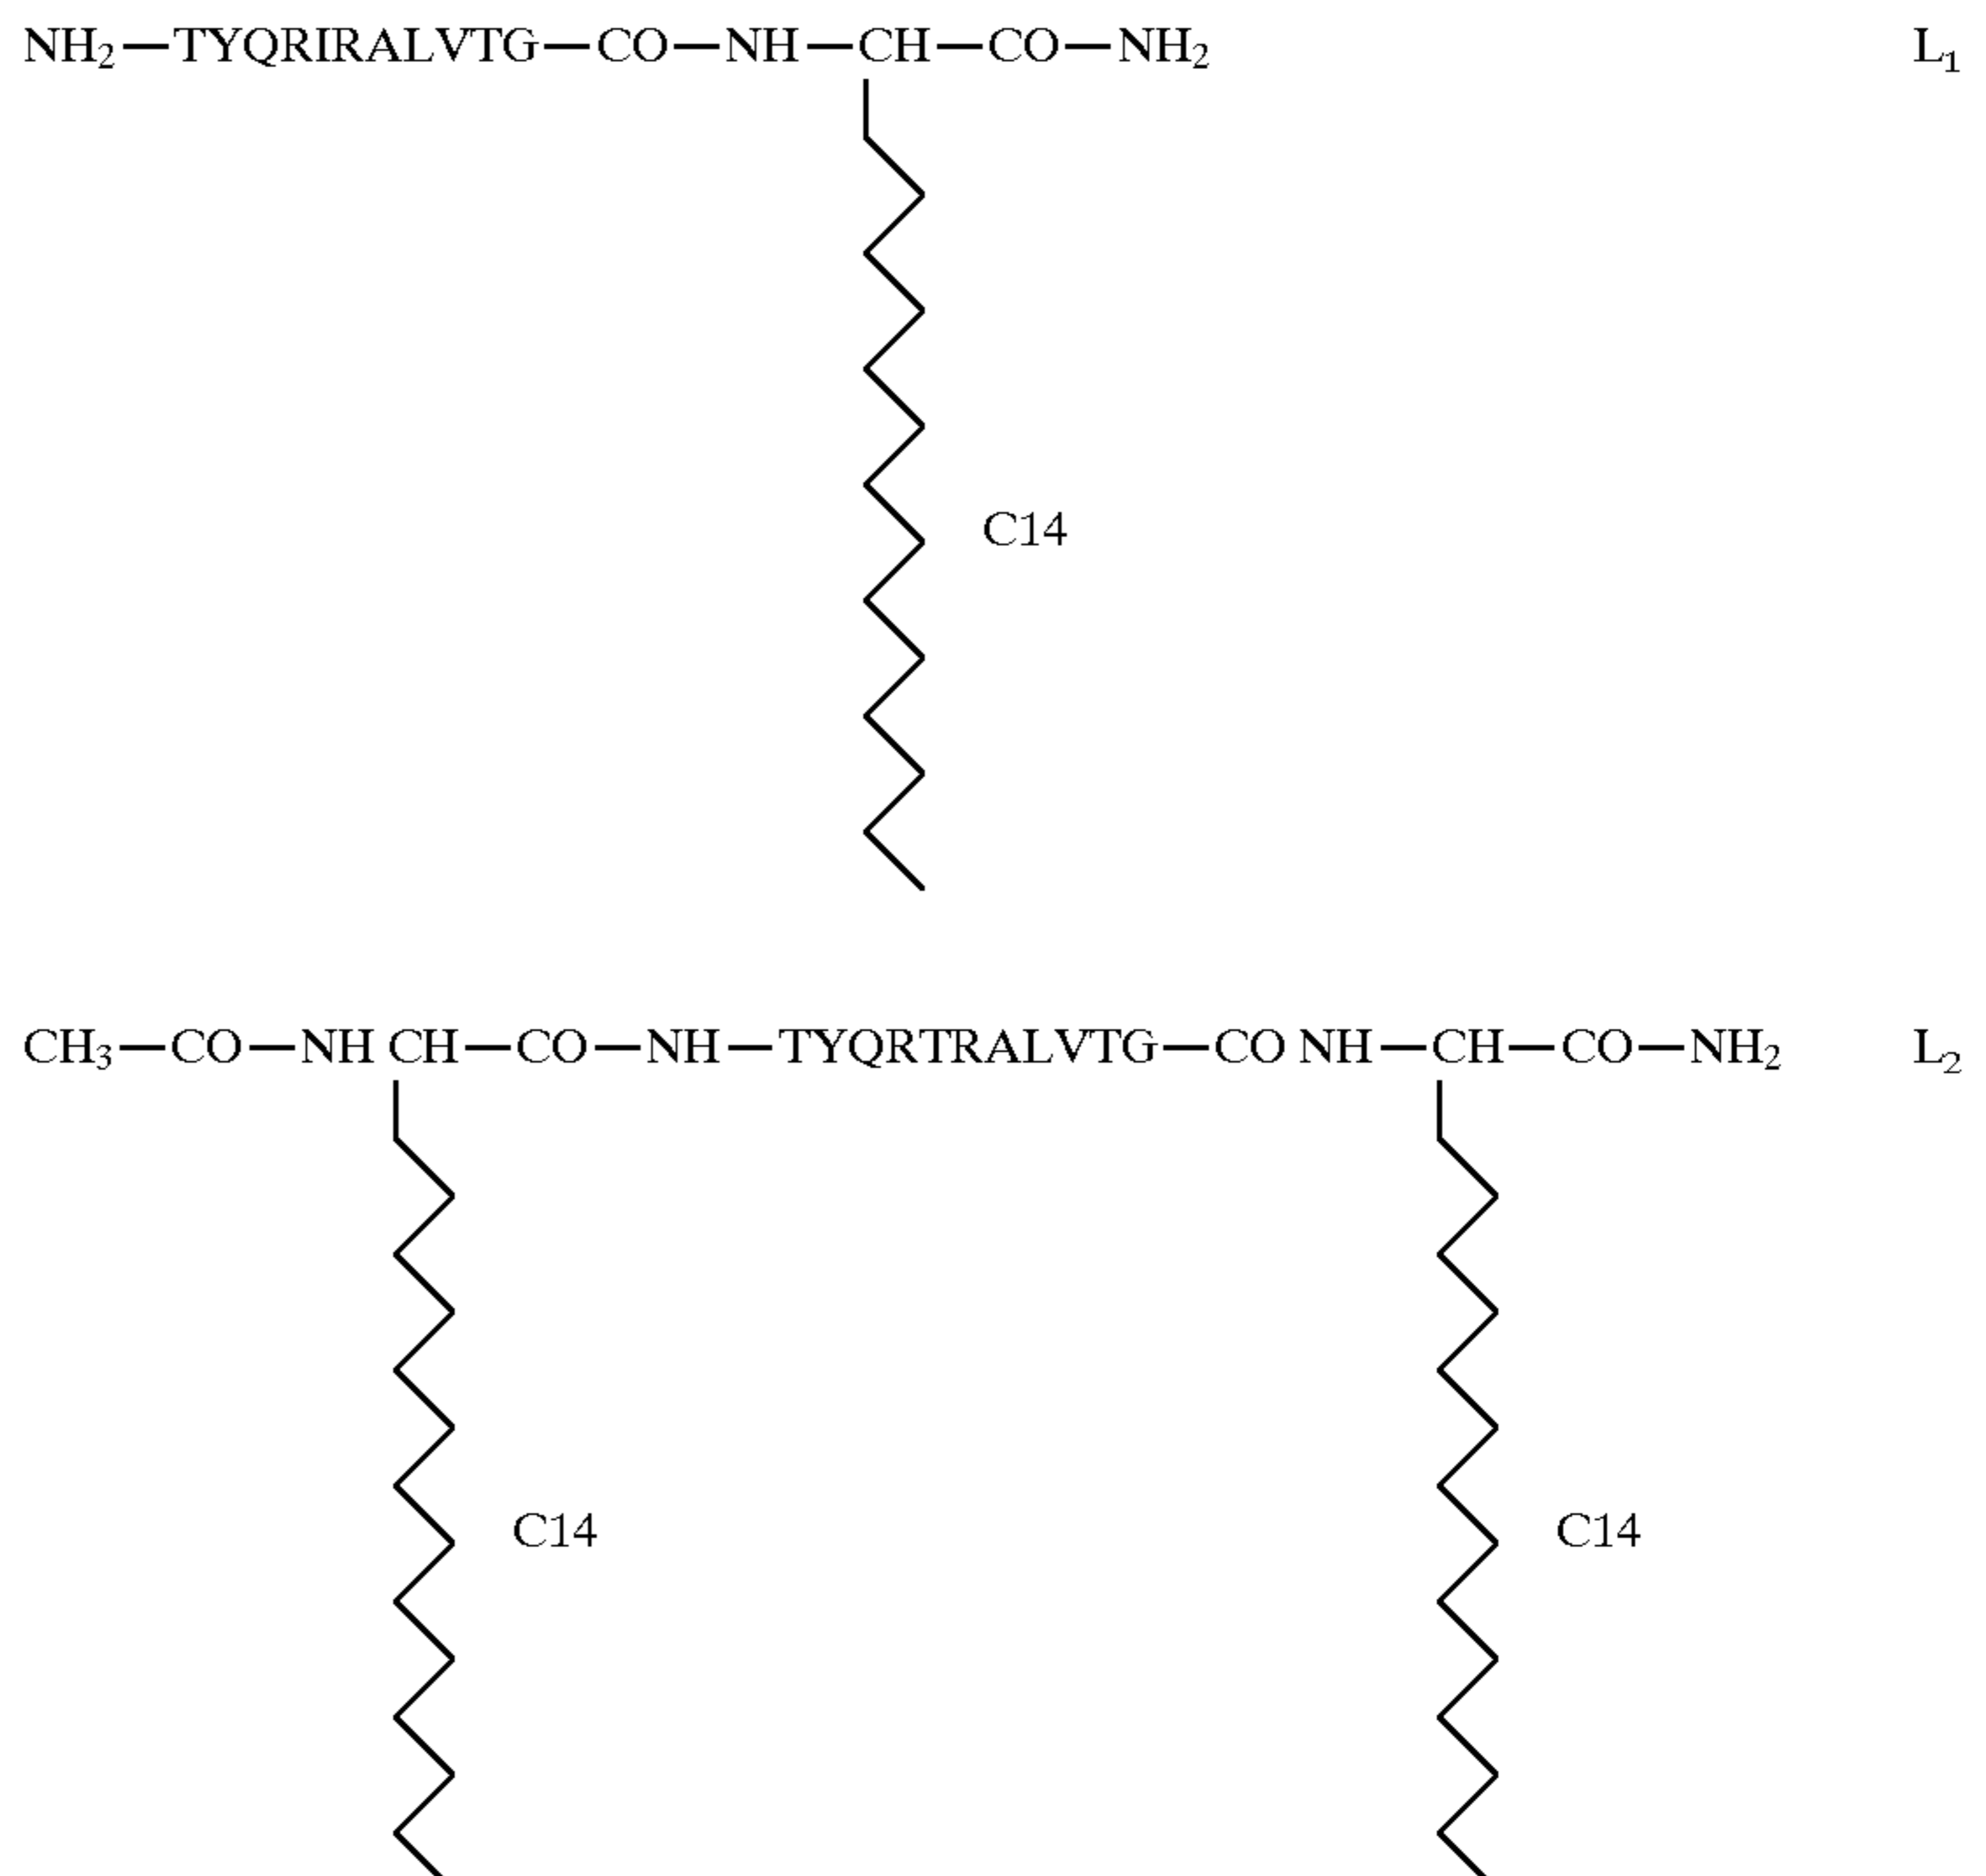 NH₂—TYQRIRALVTG—CO—NH—CH—CO—NH₂ L₁
C14
CH₃—CO—NH CH—CO—NH—TYQRTRALVTG—CO NH—CH—CO—NH₂ L₂
C14 C14